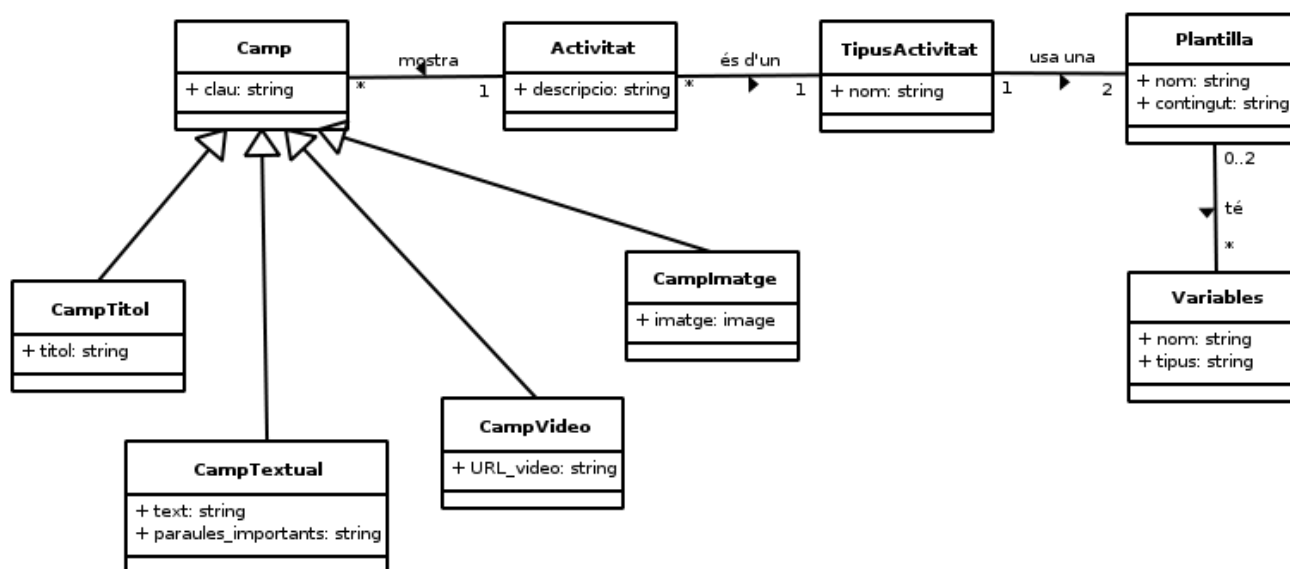 Camp
+ clau: string
mostra
*
1
Activitat
+ descripcio: string
és d'un
*
1
TipusActivitat
+ nom: string
usa una
1
2
Plantilla
+ nom: string
+ contingut: string
0..2
té
*
Variables
+ nom: string
+ tipus: string
CampImatge
+ imatge: image
CampTitol
+ titol: string
CampVideo
+ URL_video: string
CampTextual
+ text: string
+ paraules_importants: string